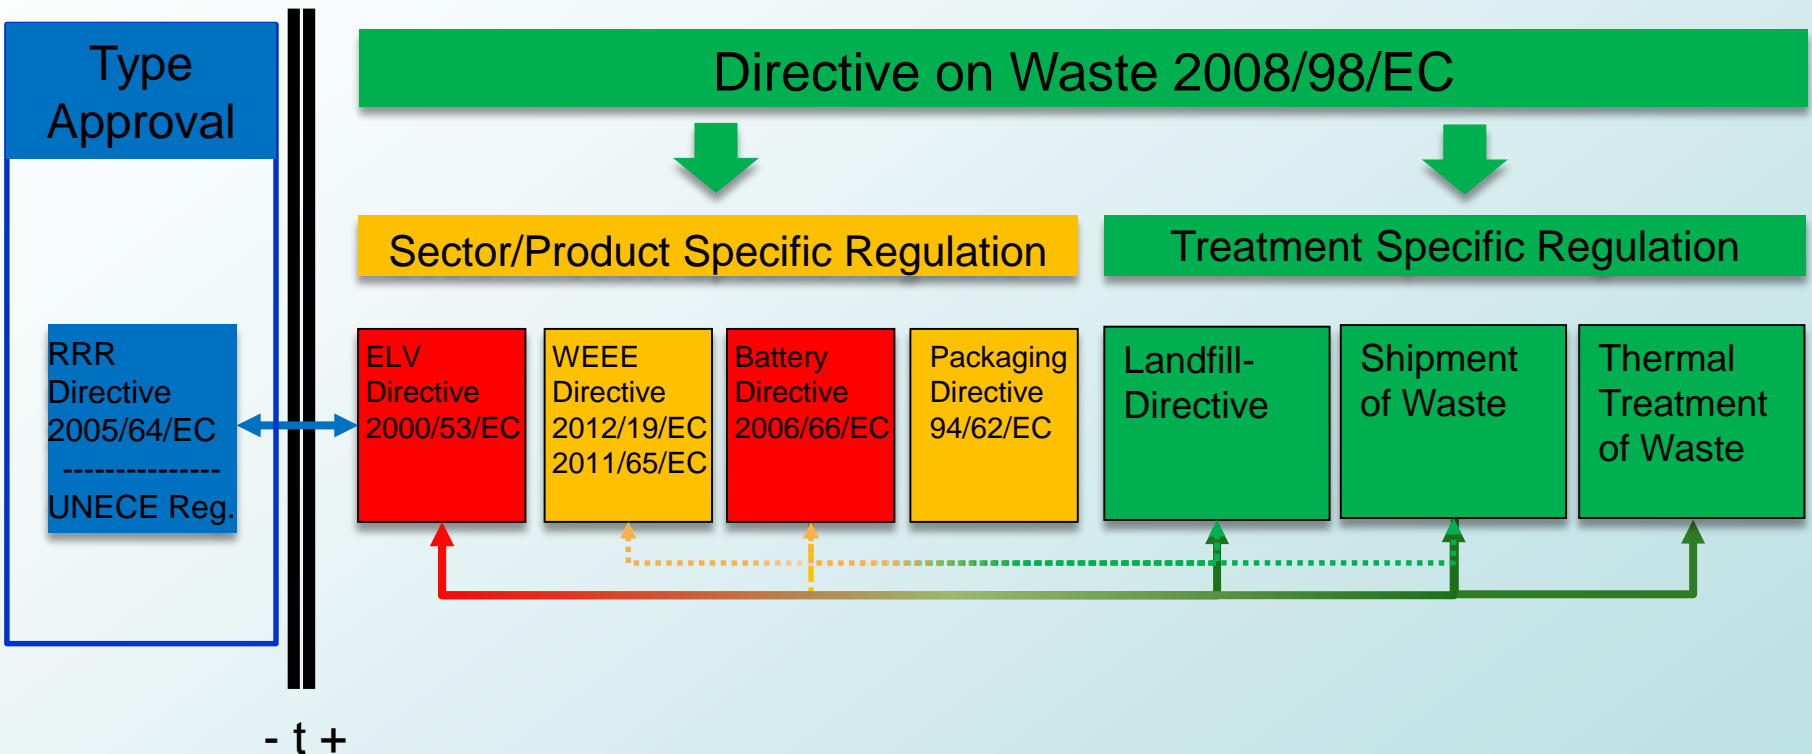 Type
Approval
Directive on Waste 2008/98/EC
Sector/Product Specific Regulation
Treatment Specific Regulation
RRR
Directive
2005/64/EC
---------------
UNECE Reg.
ELV
Directive
2000/53/EC
WEEE
Directive
2012/19/EC
2011/65/EC
Battery
Directive
2006/66/EC
Packaging
Directive
94/62/EC
Landfill-
Directive
Shipment
of Waste
Thermal
Treatment
of Waste
- t +